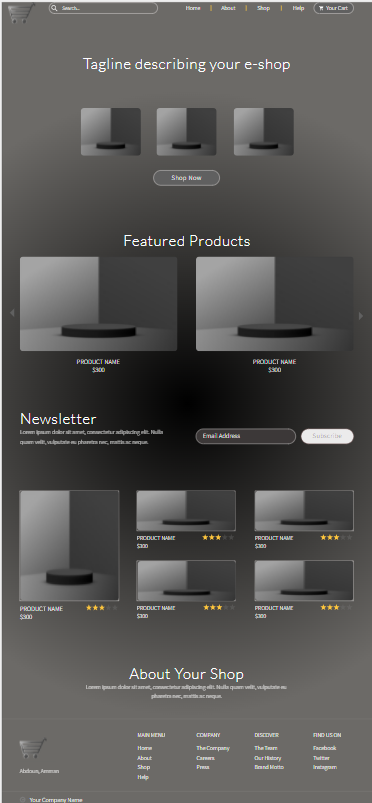 Search...
Home | About | Shop | Help Your Cart
Tagline describing your e-shop
Shop Now
Featured Products
PRODUCT NAME
$300
PRODUCT NAME
$300
Newsletter
Lorem ipsum dolor sit amet, consectetur adipiscing elit. Nulla
quam velit, vulputate eu pharetra nec, mattis ac neque.
Email Address
Subscribe
PRODUCT NAME
$300
PRODUCT NAME
$300
PRODUCT NAME
$300
PRODUCT NAME
$300
PRODUCT NAME
$300
About Your Shop
Lorem ipsum dolor sit amet, consectetur adipiscing elit. Nulla quam velit, vulputate eu
pharetra nec, mattis ac neque.
MAIN MENU
Home
About
Shop
Help
COMPANY
The Company
Careers
Press
DISCOVER
The Team
Our History
Brand Motto
FIND US ON
Facebook
Twitter
Instagram
Your Company Name